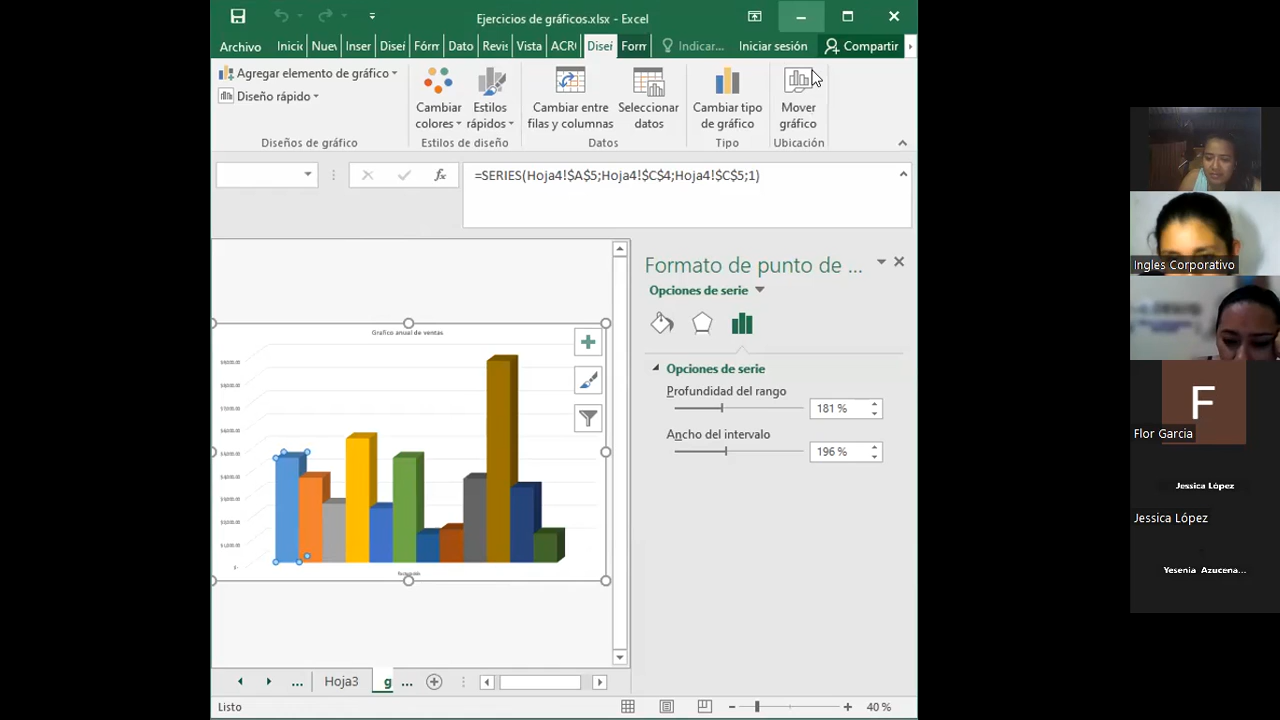 Ejercicios de gráficos.xlsx - Excel
Archivo Inicio Nuev Inser Diseñ Fórm Dato Revis Vista ACR Diseñ Form Indicar... Iniciar sesión Compartir
Agregar elemento de gráfico
Diseño rápido
Cambiar colores
Estilos rápidos
Cambiar entre filas y columnas
Seleccionar datos
Cambiar tipo de gráfico
Mover gráfico
Diseños de gráfico Estilos de diseño Datos Tipo Ubicación
fx
=SERIES(Hoja4!$A$5;Hoja4!$C$4;Hoja4!$C$5;1)
Formato de punto de ...
Opciones de serie
Opciones de serie
Profundidad del rango
181 %
Ancho del intervalo
196 %
Grafico anual de ventas
... Hoja3 g ...
Listo
40 %
Ingles Corporativo
F
Flor Garcia
Jessica López
Jessica López
Yesenia Azucena...